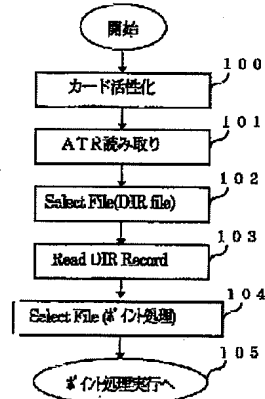 開始
100
カード活性化
101
ATR読み取り
102
Select File(DIR file)
103
Read DIR Record
104
Select File (ポイント処理)
105
ポイント処理実行へ